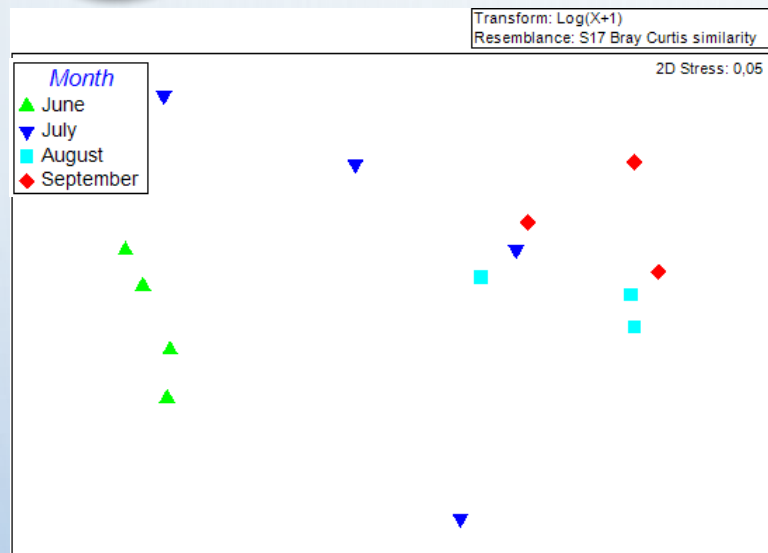 Transform: Log(X+1)
Resemblance: S17 Bray Curtis similarity
2D Stress: 0,05
Month
June
July
August
September